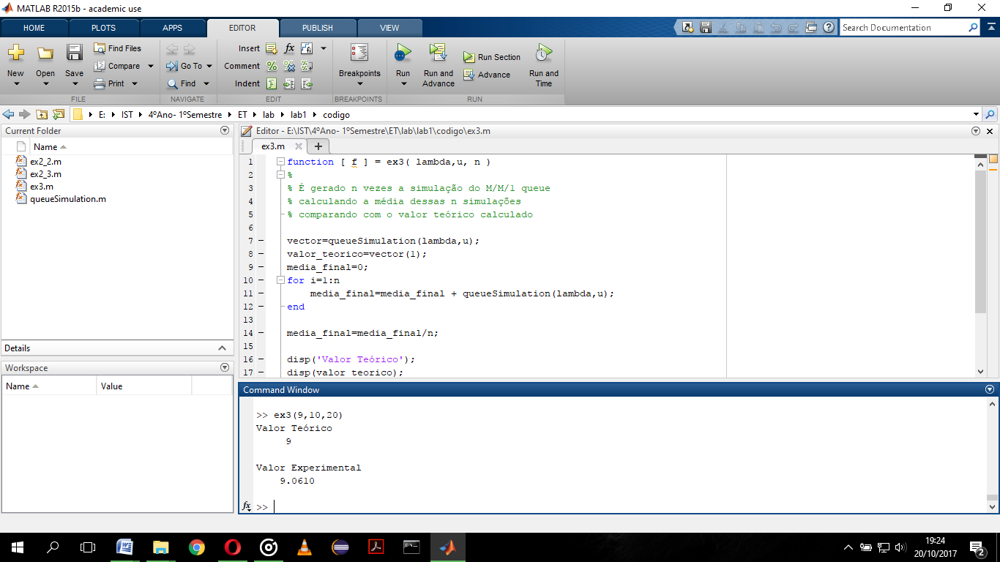 MATLAB R2015b - academic use
HOME PLOTS APPS EDITOR PUBLISH VIEW
Search Documentation
New Open Save
Find Files
Compare
Print
Go To
Find
Insert fx
Comment
Indent
Breakpoints
Run
Run and Advance
Run Section
Advance
Run and Time
FILE NAVIGATE EDIT BREAKPOINTS RUN
E: IST 4ºAno- 1ºSemestre ET lab lab1 codigo
Current Folder
Name
ex2_2.m
ex2_3.m
ex3.m
queueSimulation.m
Details
Workspace
Name Value
Editor - E:\IST\4ºAno- 1ºSemestre\ET\lab\lab1\codigo\ex3.m
ex3.m
1 function [ f ] = ex3( lambda,u, n )
2 %
3 % É gerado n vezes a simulação do M/M/1 queue
4 % calculando a média dessas n simulações
5 % comparando com o valor teórico calculado
6
7 vector=queueSimulation(lambda,u);
8 valor_teorico=vector(1);
9 media_final=0;
10 for i=1:n
11 media_final=media_final + queueSimulation(lambda,u);
12 end
13
14 media_final=media_final/n;
15
16 disp('Valor Teórico');
17 disp(valor_teorico);
Command Window
>> ex3(9,10,20)
Valor Teórico
9
Valor Experimental
9.0610
fx >>
19:24
20/10/2017
2